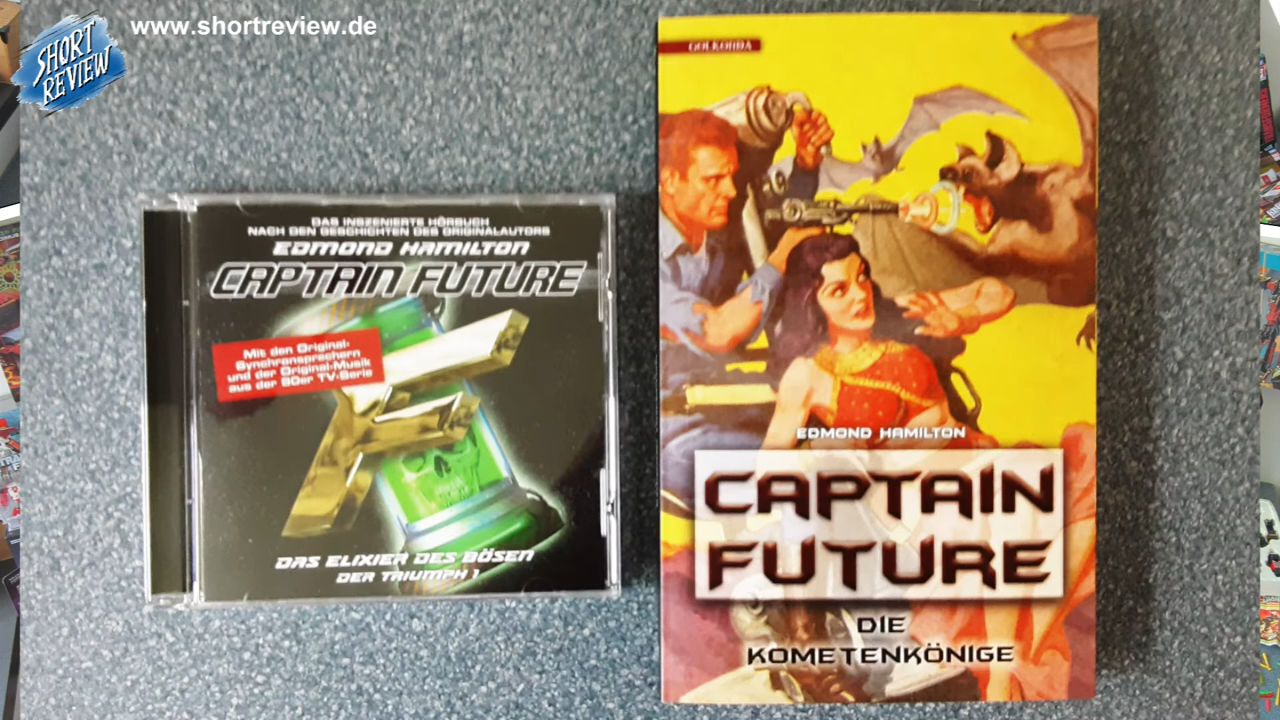 SHORT
REVIEW
www.shortreview.de
DAS INSZENIERTE HÖRBUCH
NACH DEN GESCHICHTEN DES ORIGINALAUTORS
EDMOND HAMILTON
CAPTAIN FUTURE
Mit den Original-
Synchronsprechern
und der Original-Musik
aus der 80er TV-Serie
DAS ELIXIER DES BÖSEN
DER TRIUMPH 1
GOLKONDA
EDMOND HAMILTON
CAPTAIN
FUTURE
DIE
KOMETENKÖNIGE